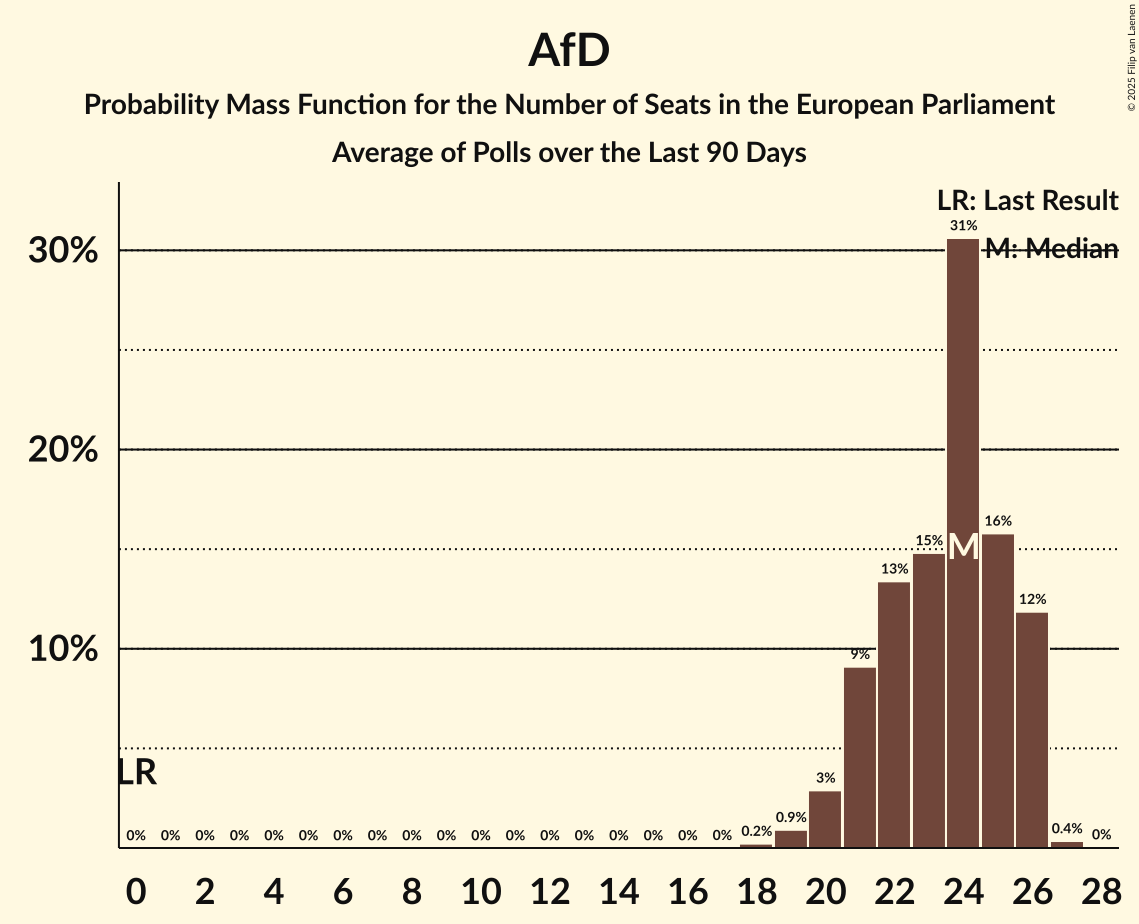 AfD
Probability Mass Function for the Number of Seats in the European Parliament
Average of Polls over the Last 90 Days
© 2025 Filip van Laenen
LR: Last Result
M: Median
30%
20%
10%
31%
16%
15%
M
13%
12%
9%
3%
LR
0% 0% 0% 0% 0% 0% 0% 0% 0% 0% 0% 0% 0% 0% 0% 0% 0% 0% 0.2% 0.9% 0.4% 0%
0 2 4 6 8 10 12 14 16 18 20 22 24 26 28